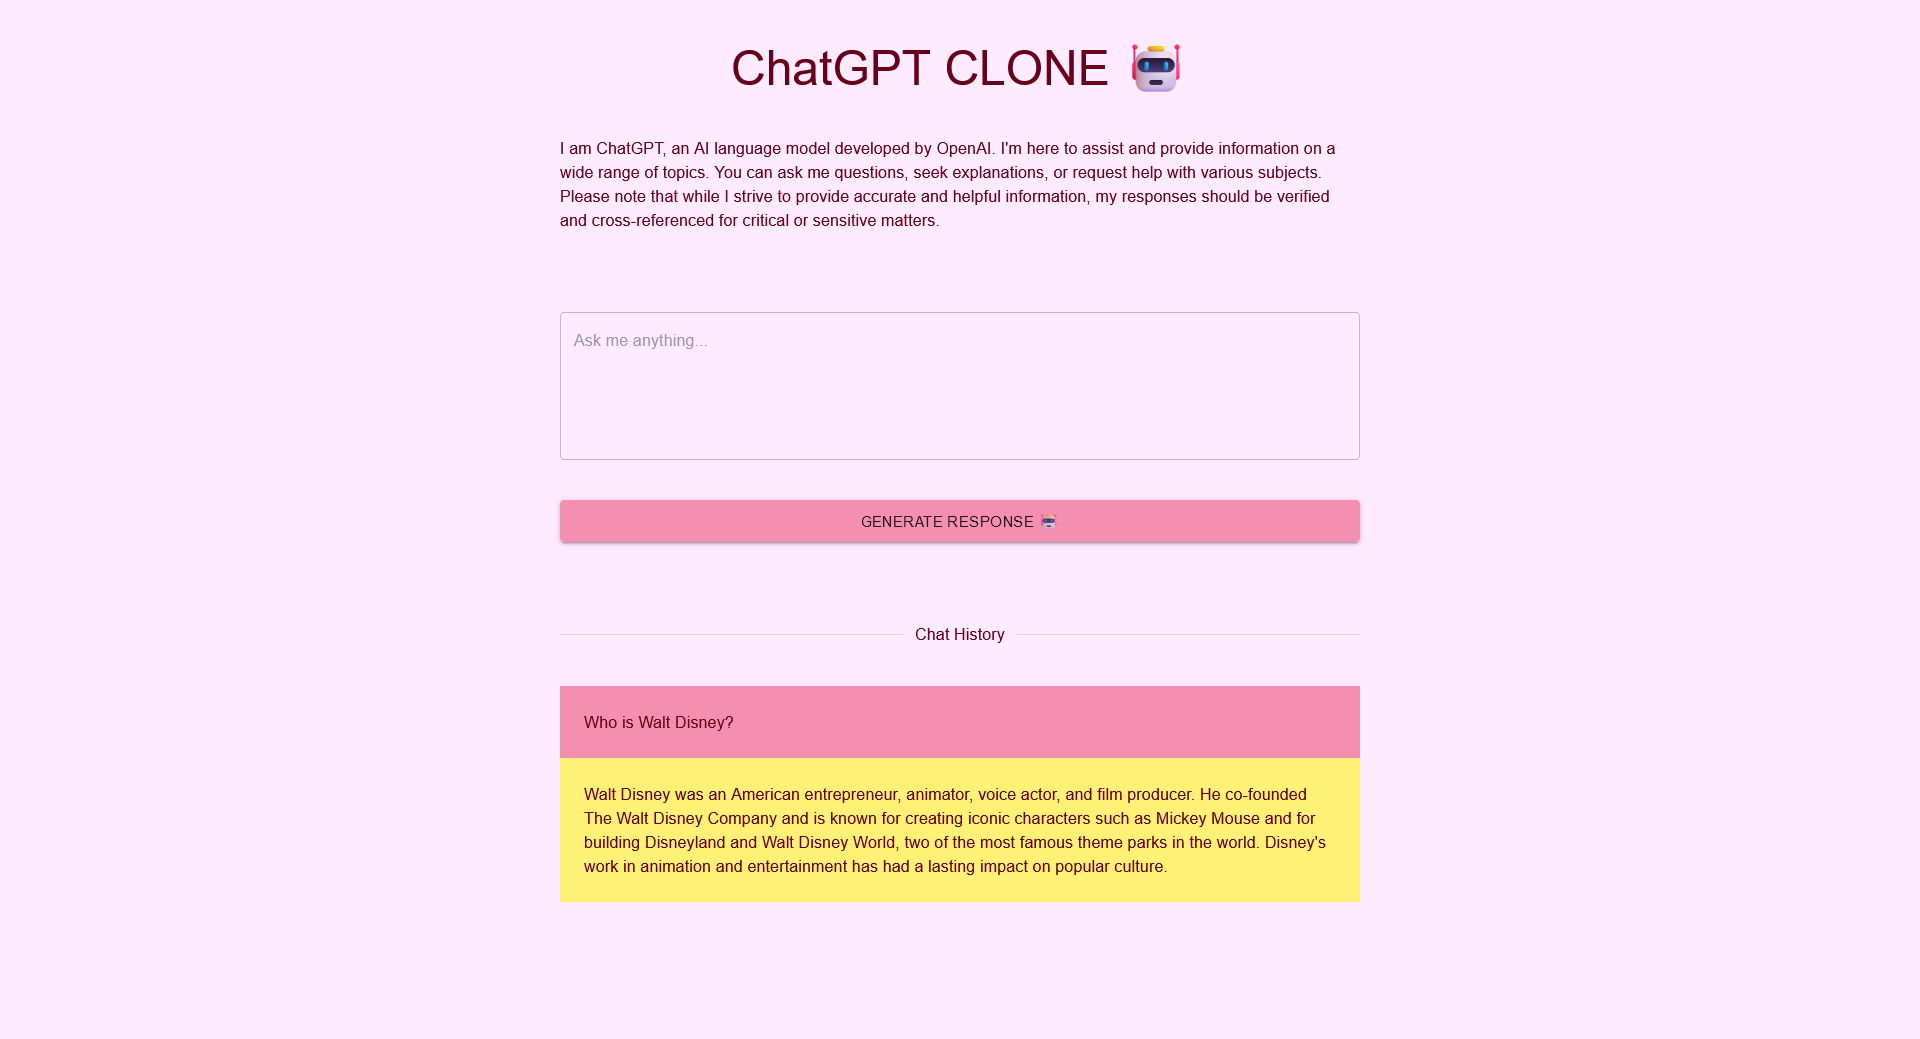 ChatGPT CLONE
I am ChatGPT, an AI language model developed by OpenAI. I'm here to assist and provide information on a
wide range of topics. You can ask me questions, seek explanations, or request help with various subjects.
Please note that while I strive to provide accurate and helpful information, my responses should be verified
and cross-referenced for critical or sensitive matters.
Ask me anything...
GENERATE RESPONSE
Chat History
Who is Walt Disney?
Walt Disney was an American entrepreneur, animator, voice actor, and film producer. He co-founded
The Walt Disney Company and is known for creating iconic characters such as Mickey Mouse and for
building Disneyland and Walt Disney World, two of the most famous theme parks in the world. Disney's
work in animation and entertainment has had a lasting impact on popular culture.